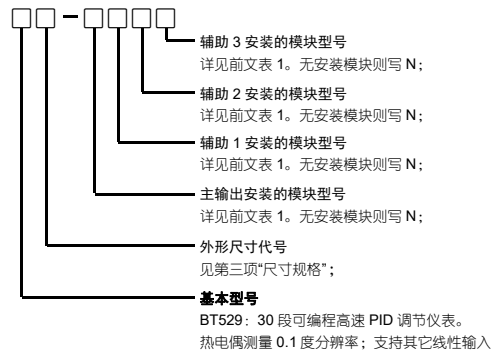 辅助 3 安装的模块型号
详见前文表 1。无安装模块则写 N；
辅助 2 安装的模块型号
详见前文表 1。无安装模块则写 N；
辅助 1 安装的模块型号
详见前文表 1。无安装模块则写 N；
主输出安装的模块型号
详见前文表 1。无安装模块则写 N；
外形尺寸代号
见第三项“尺寸规格”；
基本型号
BT529：30 段可编程高速 PID 调节仪表。
热电偶测量 0.1 度分辨率；支持其它线性输入